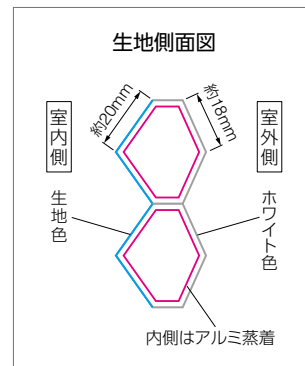 生地側面図
約20mm
約18mm
室内側
室外側
生地色
ホワイト色
内側はアルミ蒸着